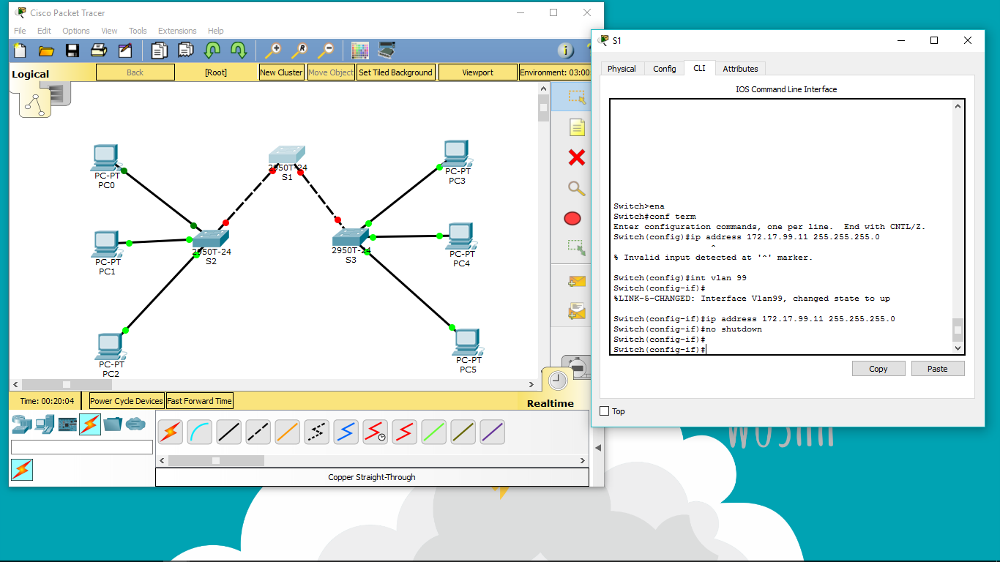 Cisco Packet Tracer
File Edit Options View Tools Extensions Help
Logical
Back
[Root]
New Cluster
Move Object
Set Tiled Background
Viewport
Environment: 03:00
PC-PT
PC0
2950T-24
S1
PC-PT
PC3
PC-PT
PC1
2950T-24
S2
2950T-24
S3
PC-PT
PC4
PC-PT
PC2
PC-PT
PC5
Time: 00:20:04
Power Cycle Devices
Fast Forward Time
Realtime
Copper Straight-Through
S1
Physical Config CLI Attributes
IOS Command Line Interface
Switch>ena
Switch#conf term
Enter configuration commands, one per line.  End with CNTL/Z.
Switch(config)#ip address 172.17.99.11 255.255.255.0
^
% Invalid input detected at '^' marker.
Switch(config)#int vlan 99
Switch(config-if)#
%LINK-5-CHANGED: Interface Vlan99, changed state to up
Switch(config-if)#ip address 172.17.99.11 255.255.255.0
Switch(config-if)#no shutdown
Switch(config-if)#
Switch(config-if)#
Copy
Paste
Top